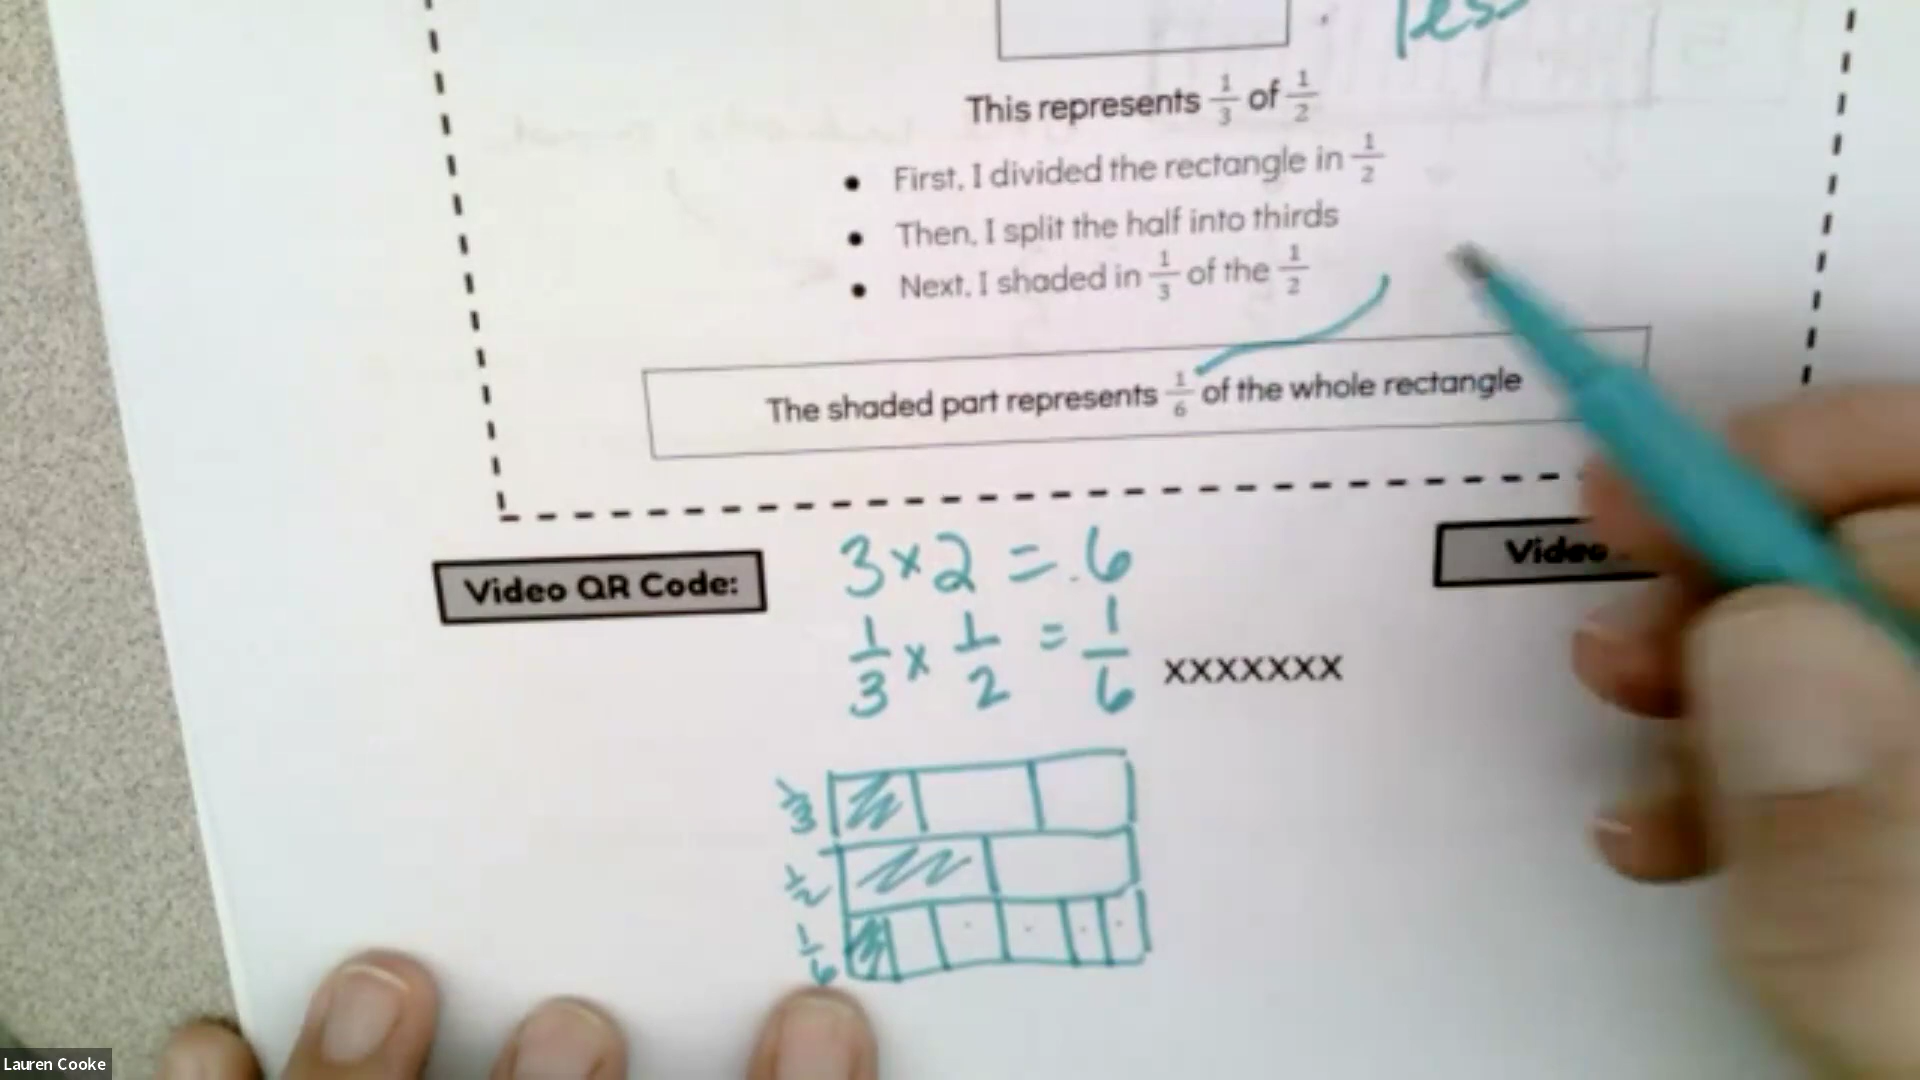 less
This represents 1/3 of 1/2
• First, I divided the rectangle in 1/2
• Then, I split the half into thirds
• Next, I shaded in 1/3 of the 1/2
The shaded part represents 1/6 of the whole rectangle
Video QR Code:
Video
3 x 2 = 6
1/3 x 1/2 = 1/6
XXXXXXX
1/3
1/2
1/6
Lauren Cooke